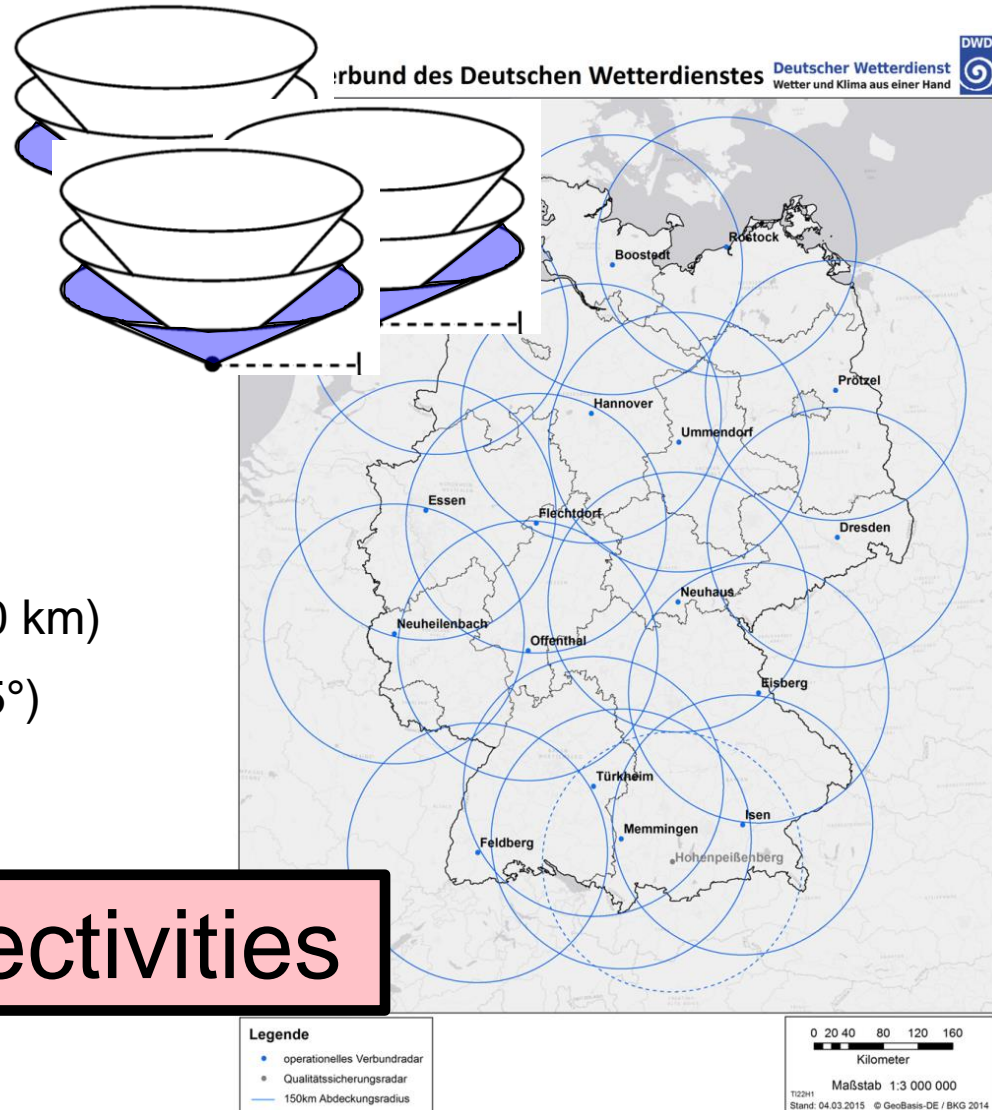 erbund des Deutschen Wetterdienstes
Deutscher Wetterdienst
Wetter und Klima aus einer Hand
DWD
Rostock
Boostedt
Prötzel
Hannover
Ummendorf
Essen
Flechtdorf
Dresden
Neuhaus
0 km)
Neuheilenbach
Offenthal
5°)
Eisberg
Türkheim
Isen
Memmingen
Feldberg
Hohenpeißenberg
ectivities
Legende
operationelles Verbundradar
Qualitätssicherungsradar
150km Abdeckungsradius
0 20 40 80 120 160
Kilometer
Maßstab 1:3 000 000
TI22H1
Stand: 04.03.2015 © GeoBasis-DE / BKG 2014